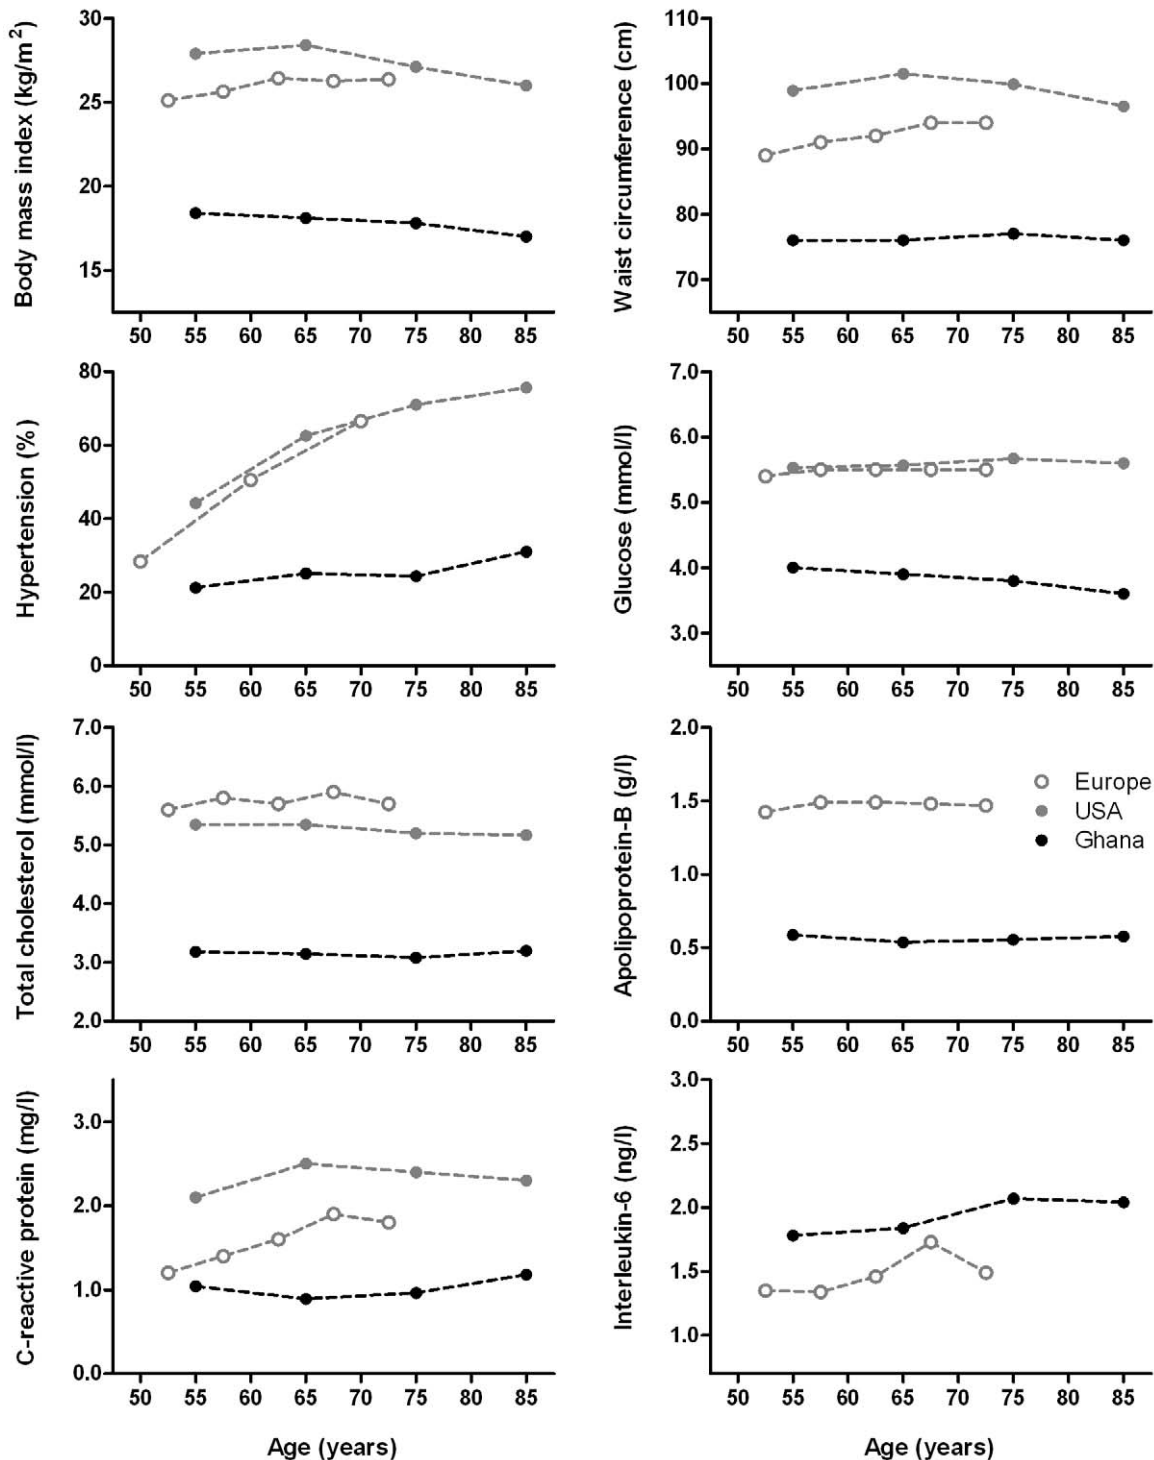 Body mass index (kg/m²)
30
25
20
15
50 55 60 65 70 75 80 85
Waist circumference (cm)
110
100
90
80
70
50 55 60 65 70 75 80 85
Hypertension (%)
80
60
40
20
0
50 55 60 65 70 75 80 85
Glucose (mmol/l)
7.0
6.0
5.0
4.0
3.0
50 55 60 65 70 75 80 85
Total cholesterol (mmol/l)
7.0
6.0
5.0
4.0
3.0
2.0
50 55 60 65 70 75 80 85
Apolipoprotein-B (g/l)
2.0
1.5
1.0
0.5
0.0
Europe
USA
Ghana
50 55 60 65 70 75 80 85
C-reactive protein (mg/l)
3.0
2.0
1.0
0.0
50 55 60 65 70 75 80 85
Age (years)
Interleukin-6 (ng/l)
3.0
2.5
2.0
1.5
1.0
50 55 60 65 70 75 80 85
Age (years)